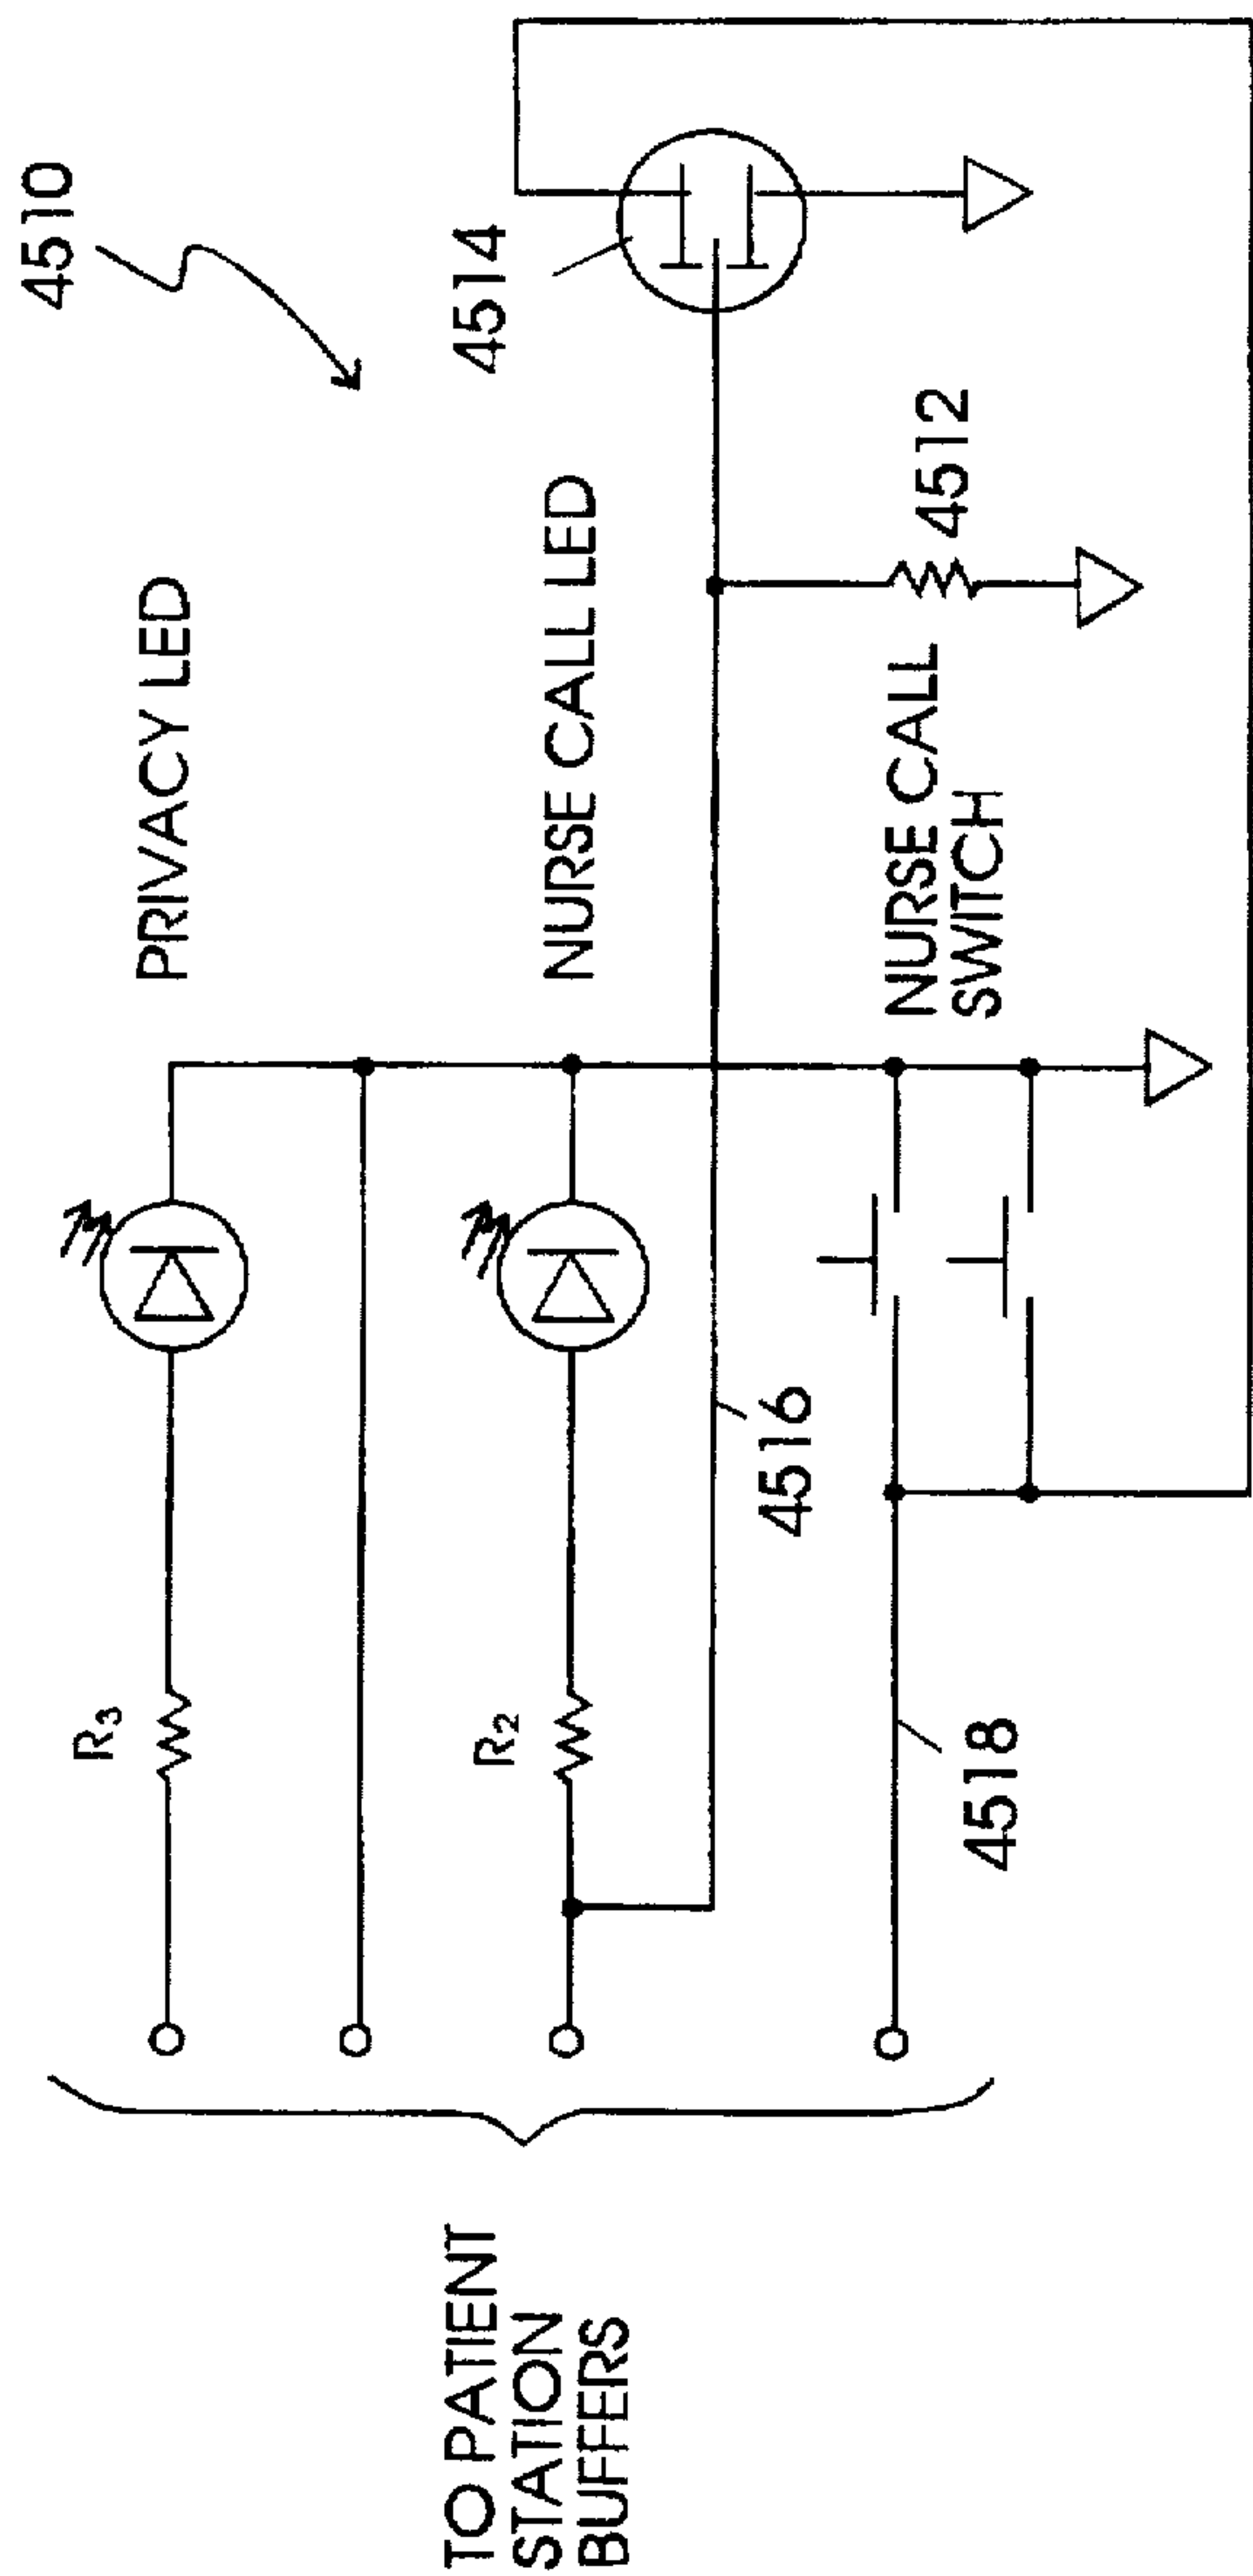 4510
PRIVACY LED
4514
NURSE CALL LED
4512
NURSE CALL
SWITCH
R3
R2
4516
4518
TO PATIENT
STATION
BUFFERS